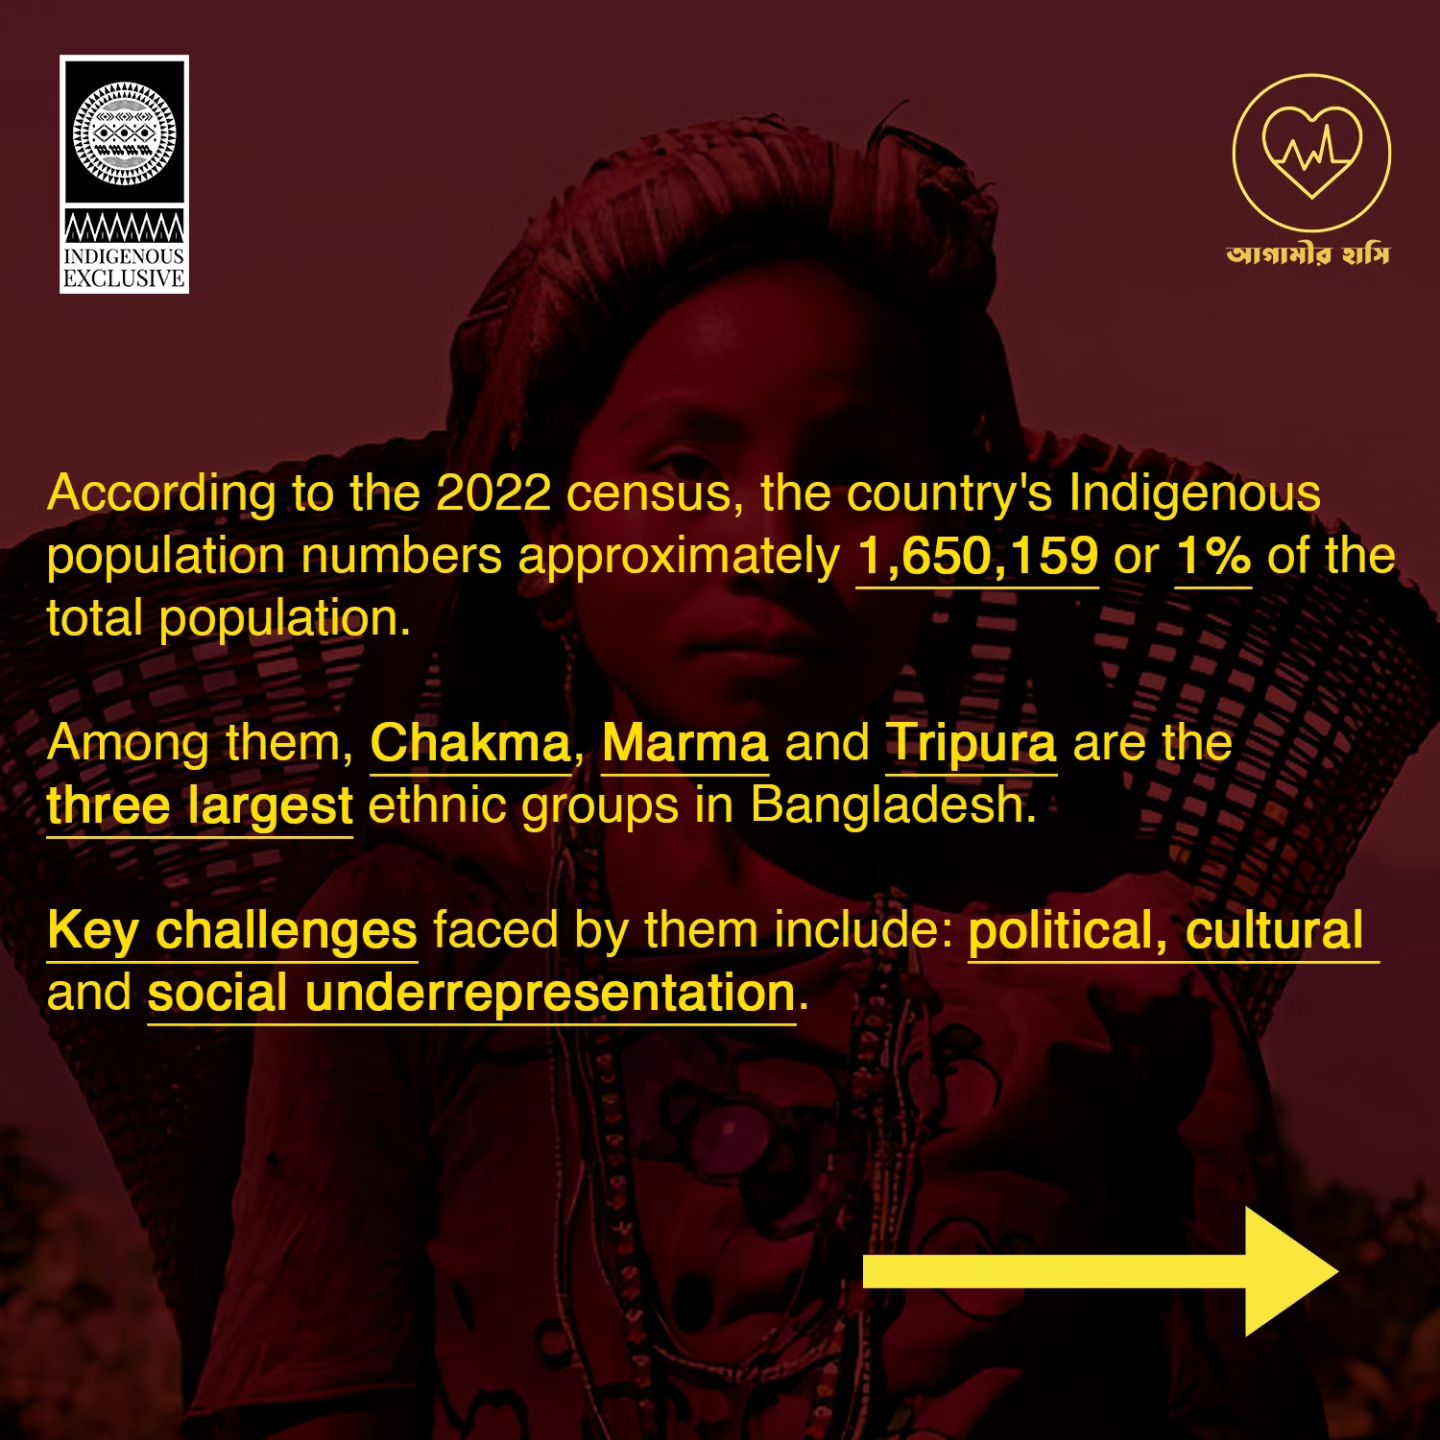 INDIGENOUS
EXCLUSIVE
আগামীর হাসি
According to the 2022 census, the country's Indigenous
population numbers approximately 1,650,159 or 1% of the
total population.
Among them, Chakma, Marma and Tripura are the
three largest ethnic groups in Bangladesh.
Key challenges faced by them include: political, cultural
and social underrepresentation.